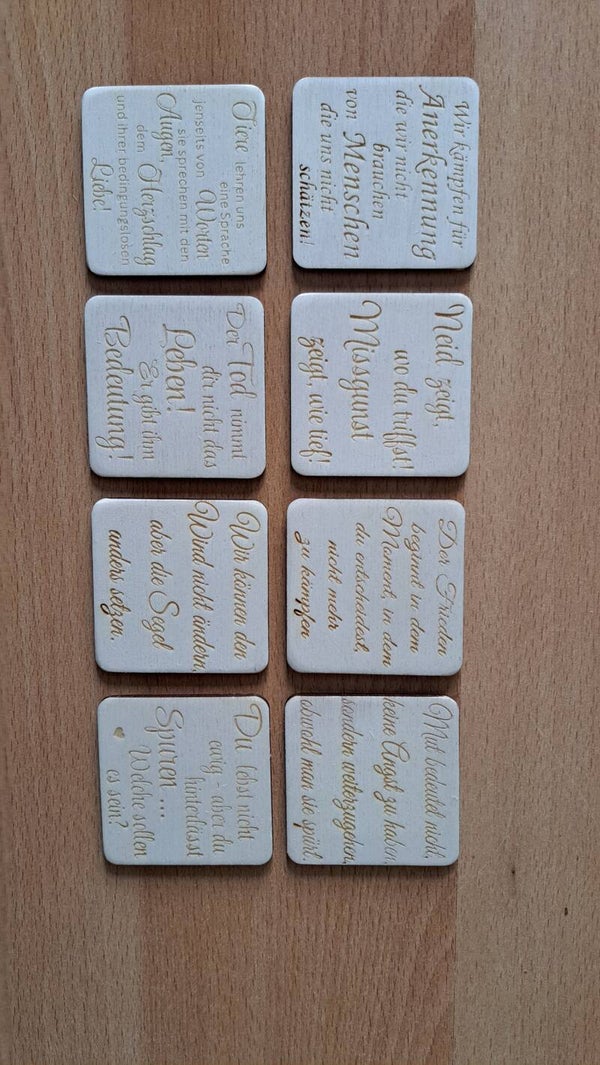 Wir kämpfen für
Anerkennung
die wir nicht
brauchen
von Menschen
die uns nicht
schätzen!
Neid zeigt,
wo du triffst!
Missgunst
zeigt, wie tief!
Der Frieden
beginnt in dem
Moment, in dem
du entscheidest,
nicht mehr
zu kämpfen
Mut bedeutet nicht,
keine Angst zu haben,
sondern weiterzugehen,
obwohl man sie spürt.
Tiere lehren uns
eine Sprache
jenseits von Worten
sie sprechen mit den
Augen,
dem Herzschlag
und ihrer bedingungslosen
Liebe!
Der Tod nimmt
dir nicht das
Leben!
Er gibt ihm
Bedeutung!
Wir können den
Wind nicht ändern,
aber die Segel
anders setzen.
Du lebst nicht
ewig - aber du
hinterlässt
Spuren ...
Welche sollen
es sein?